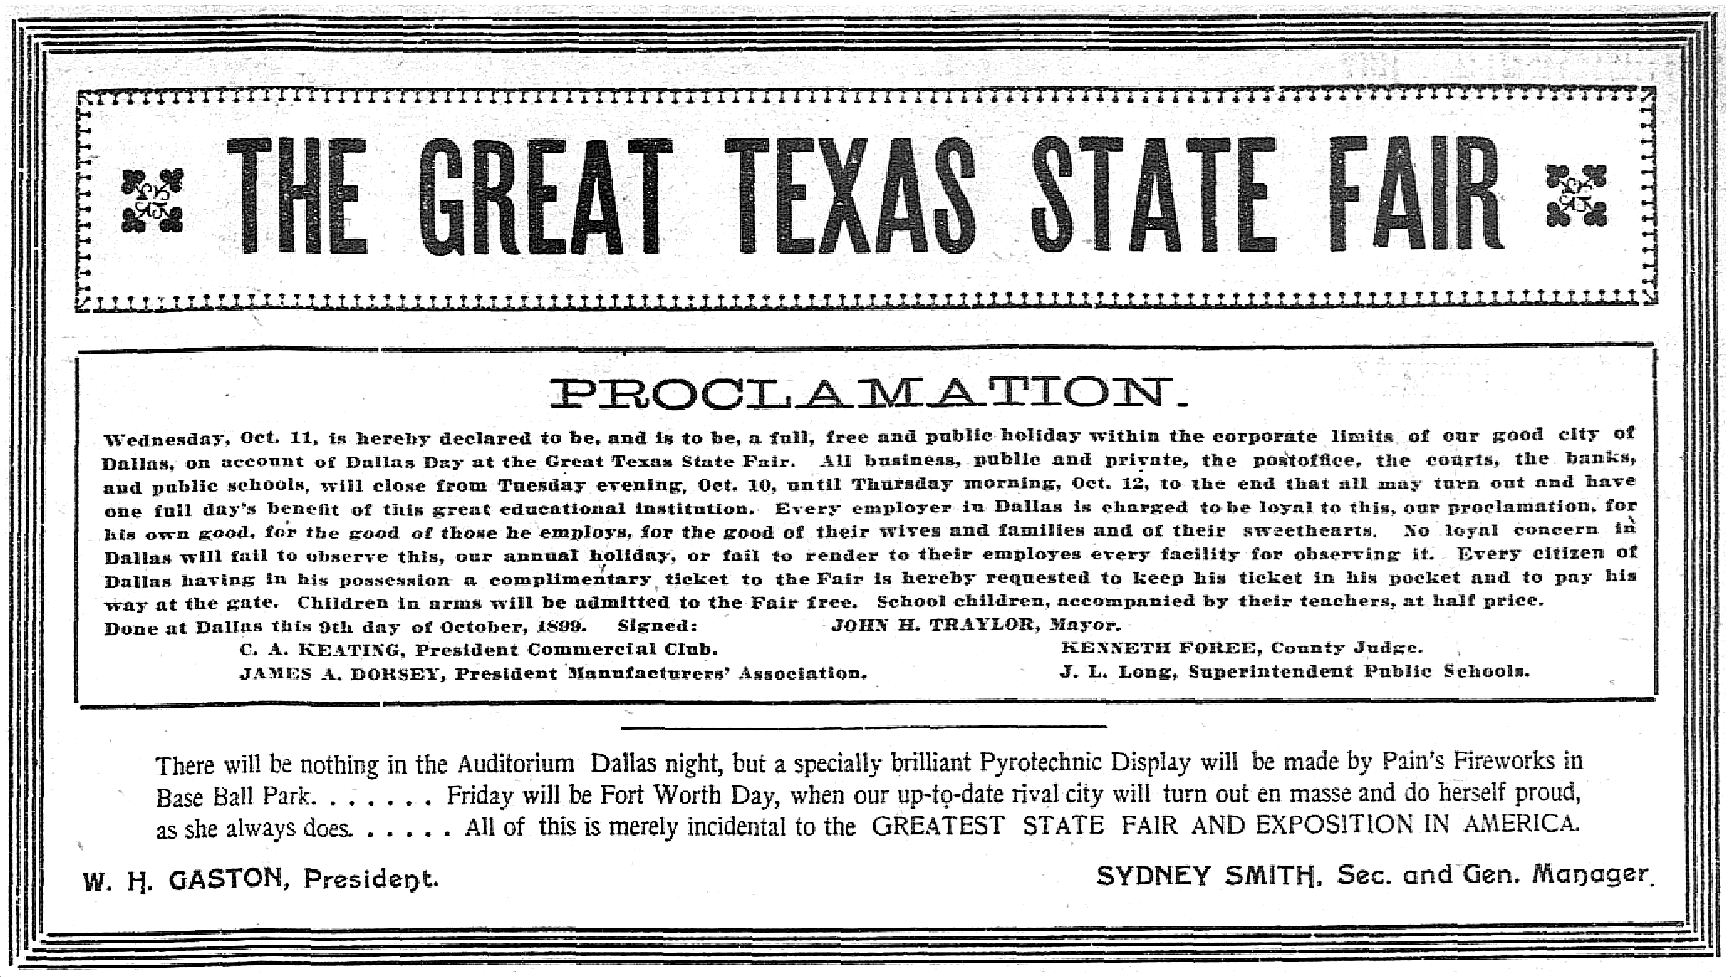 THE GREAT TEXAS STATE FAIR
PROCLAMATION.
Wednesday, Oct. 11, is hereby declared to be, and is to be, a full, free and public holiday within the corporate limits of our good city of
Dallas, on account of Dallas Day at the Great Texas State Fair. All business, public and private, the postoffice, the courts, the banks,
and public schools, will close from Tuesday evening, Oct. 10, until Thursday morning, Oct. 12, to the end that all may turn out and have
one full day's benefit of this great educational institution. Every employer in Dallas is charged to be loyal to this, our proclamation, for
his own good, for the good of those he employs, for the good of their wives and families and of their sweethearts. No loyal concern in
Dallas will fail to observe this, our annual holiday, or fail to render to their employes every facility for observing it. Every citizen of
Dallas having in his possession a complimentary ticket to the Fair is hereby requested to keep his ticket in his pocket and to pay his
way at the gate. Children in arms will be admitted to the Fair free. School children, accompanied by their teachers, at half price.
Done at Dallas this 9th day of October, 1899. Signed: JOHN H. TRAYLOR, Mayor.
C. A. KEATING, President Commercial Club. KENNETH FOREE, County Judge.
JAMES A. DORSEY, President Manufacturers' Association. J. L. Long, Superintendent Public Schools.
There will be nothing in the Auditorium Dallas night, but a specially brilliant Pyrotechnic Display will be made by Pain's Fireworks in
Base Ball Park. . . . . . . . Friday will be Fort Worth Day, when our up-to-date rival city will turn out en masse and do herself proud,
as she always does. . . . . . All of this is merely incidental to the GREATEST STATE FAIR AND EXPOSITION IN AMERICA.
W. H. GASTON, President. SYDNEY SMITH, Sec. and Gen. Manager.